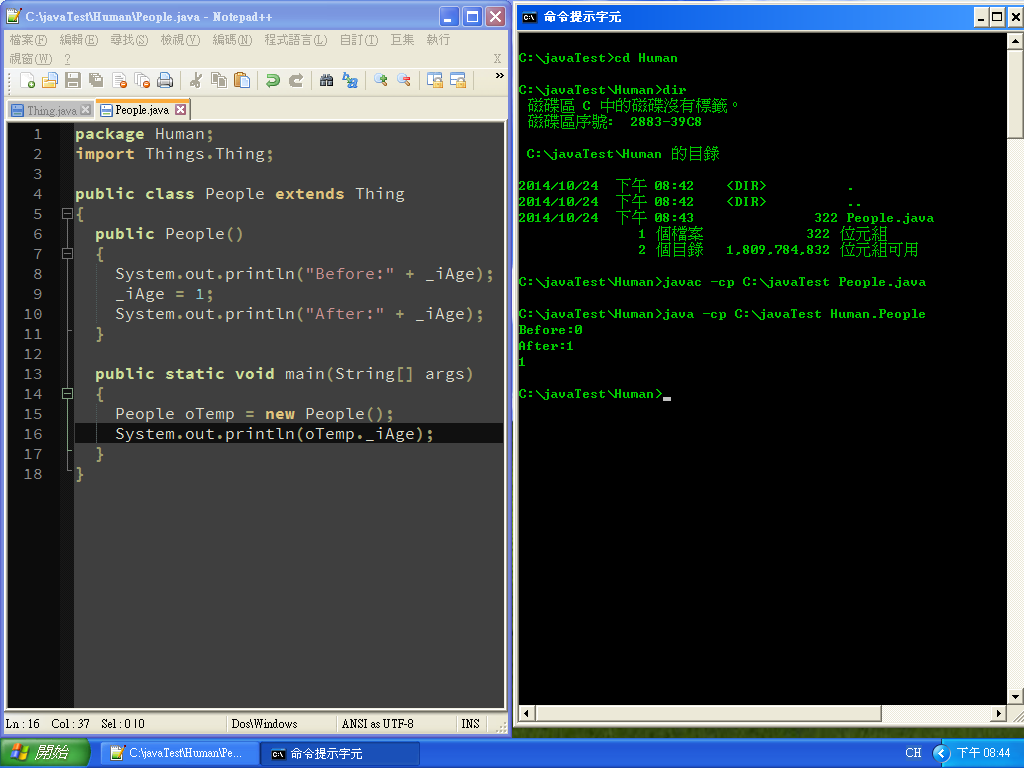 C:\javaTest\Human\People.java - Notepad++
檔案(F) 編輯(E) 尋找(S) 檢視(V) 編碼(N) 程式語言(L) 自訂(T) 巨集 執行
視窗(W) ? X
Thing.java People.java
1 package Human;
2 import Things.Thing;
3
4 public class People extends Thing
5 {
6 public People()
7 {
8 System.out.println("Before:" + _iAge);
9 _iAge = 1;
10 System.out.println("After:" + _iAge);
11 }
12
13 public static void main(String[] args)
14 {
15 People oTemp = new People();
16 System.out.println(oTemp._iAge);
17 }
18 }
Ln : 16 Col : 37 Sel : 0 | 0 Dos\Windows ANSI as UTF-8 INS
命令提示字元
C:\javaTest>cd Human
C:\javaTest\Human>dir
磁碟區 C 中的磁碟沒有標籤。
磁碟區序號: 2883-39C8
C:\javaTest\Human 的目錄
2014/10/24 下午 08:42 <DIR> .
2014/10/24 下午 08:42 <DIR> ..
2014/10/24 下午 08:43 322 People.java
1 個檔案 322 位元組
2 個目錄 1,809,784,832 位元組可用
C:\javaTest\Human>javac -cp C:\javaTest People.java
C:\javaTest\Human>java -cp C:\javaTest Human.People
Before:0
After:1
1
C:\javaTest\Human>_
開始 C:\javaTest\Human\Pe... 命令提示字元 CH 下午 08:44